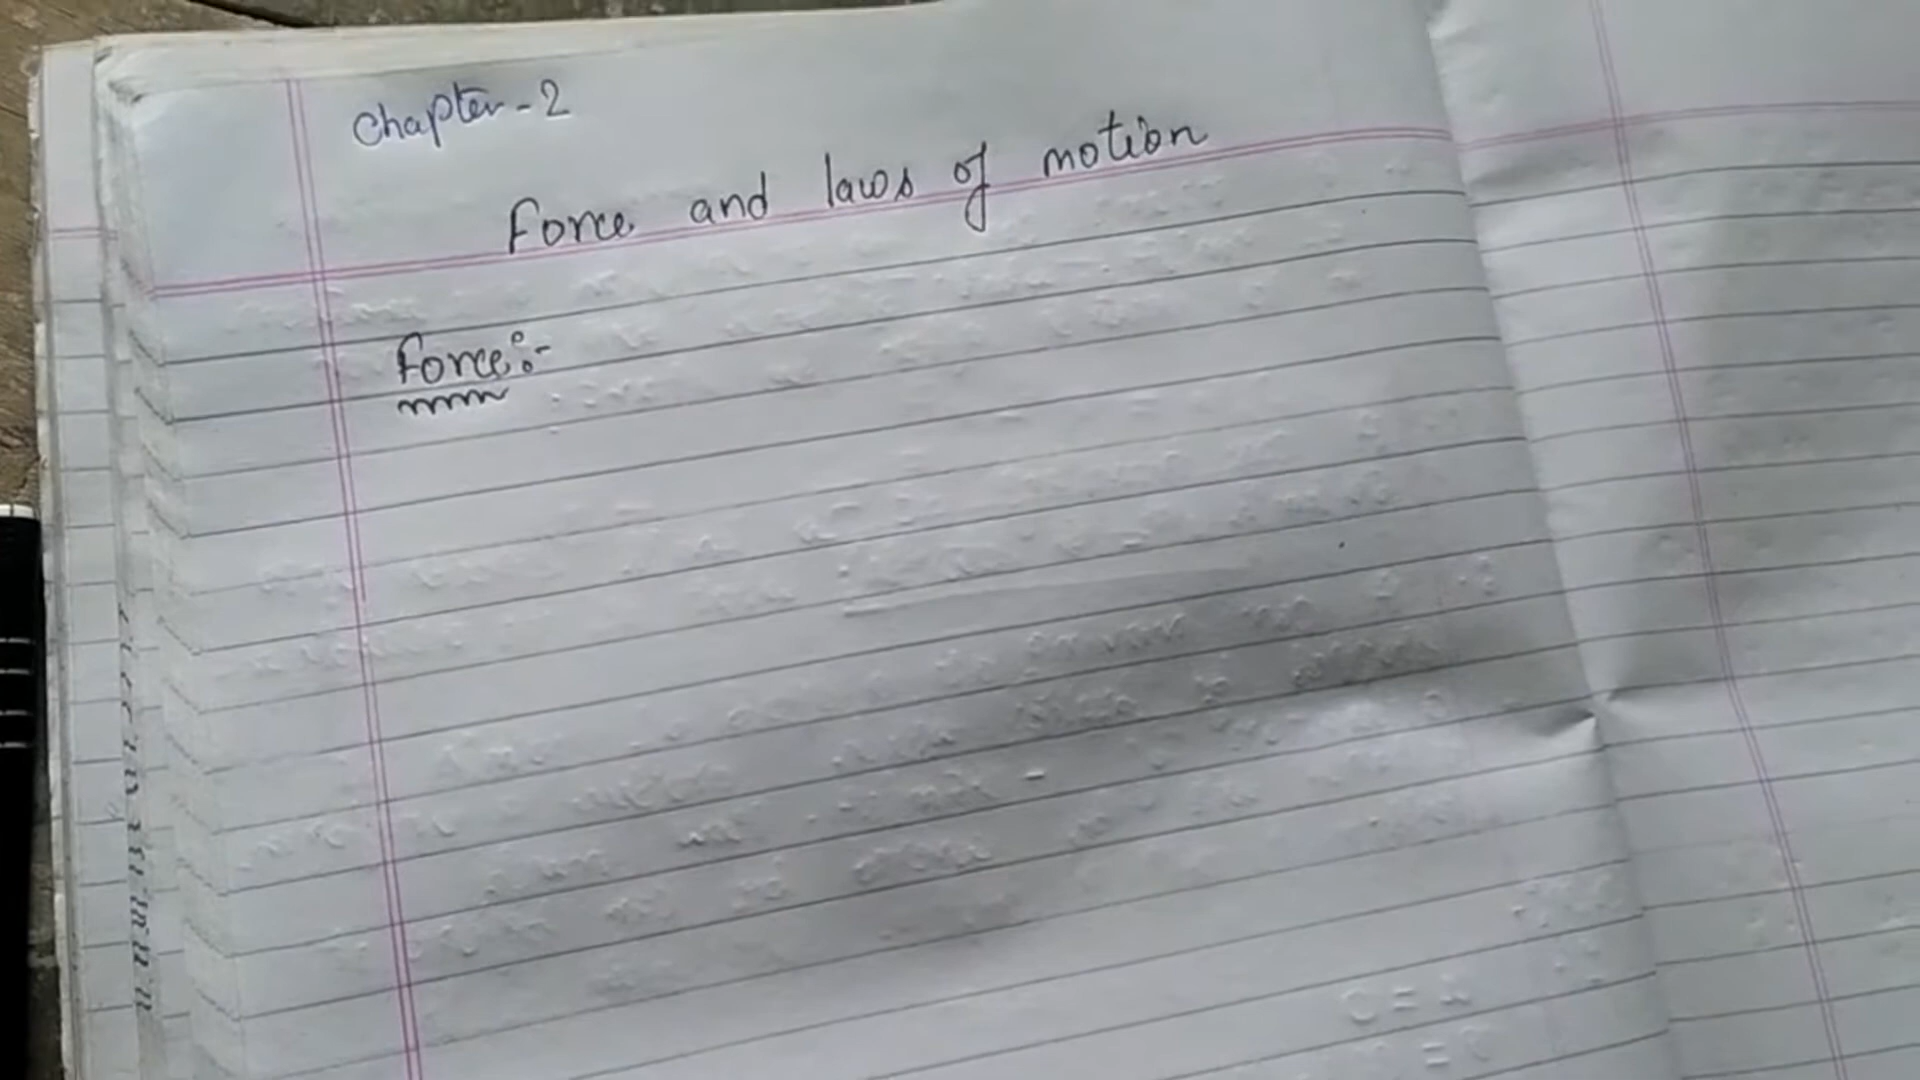 Chapter-2
Force and laws of motion
Force:-